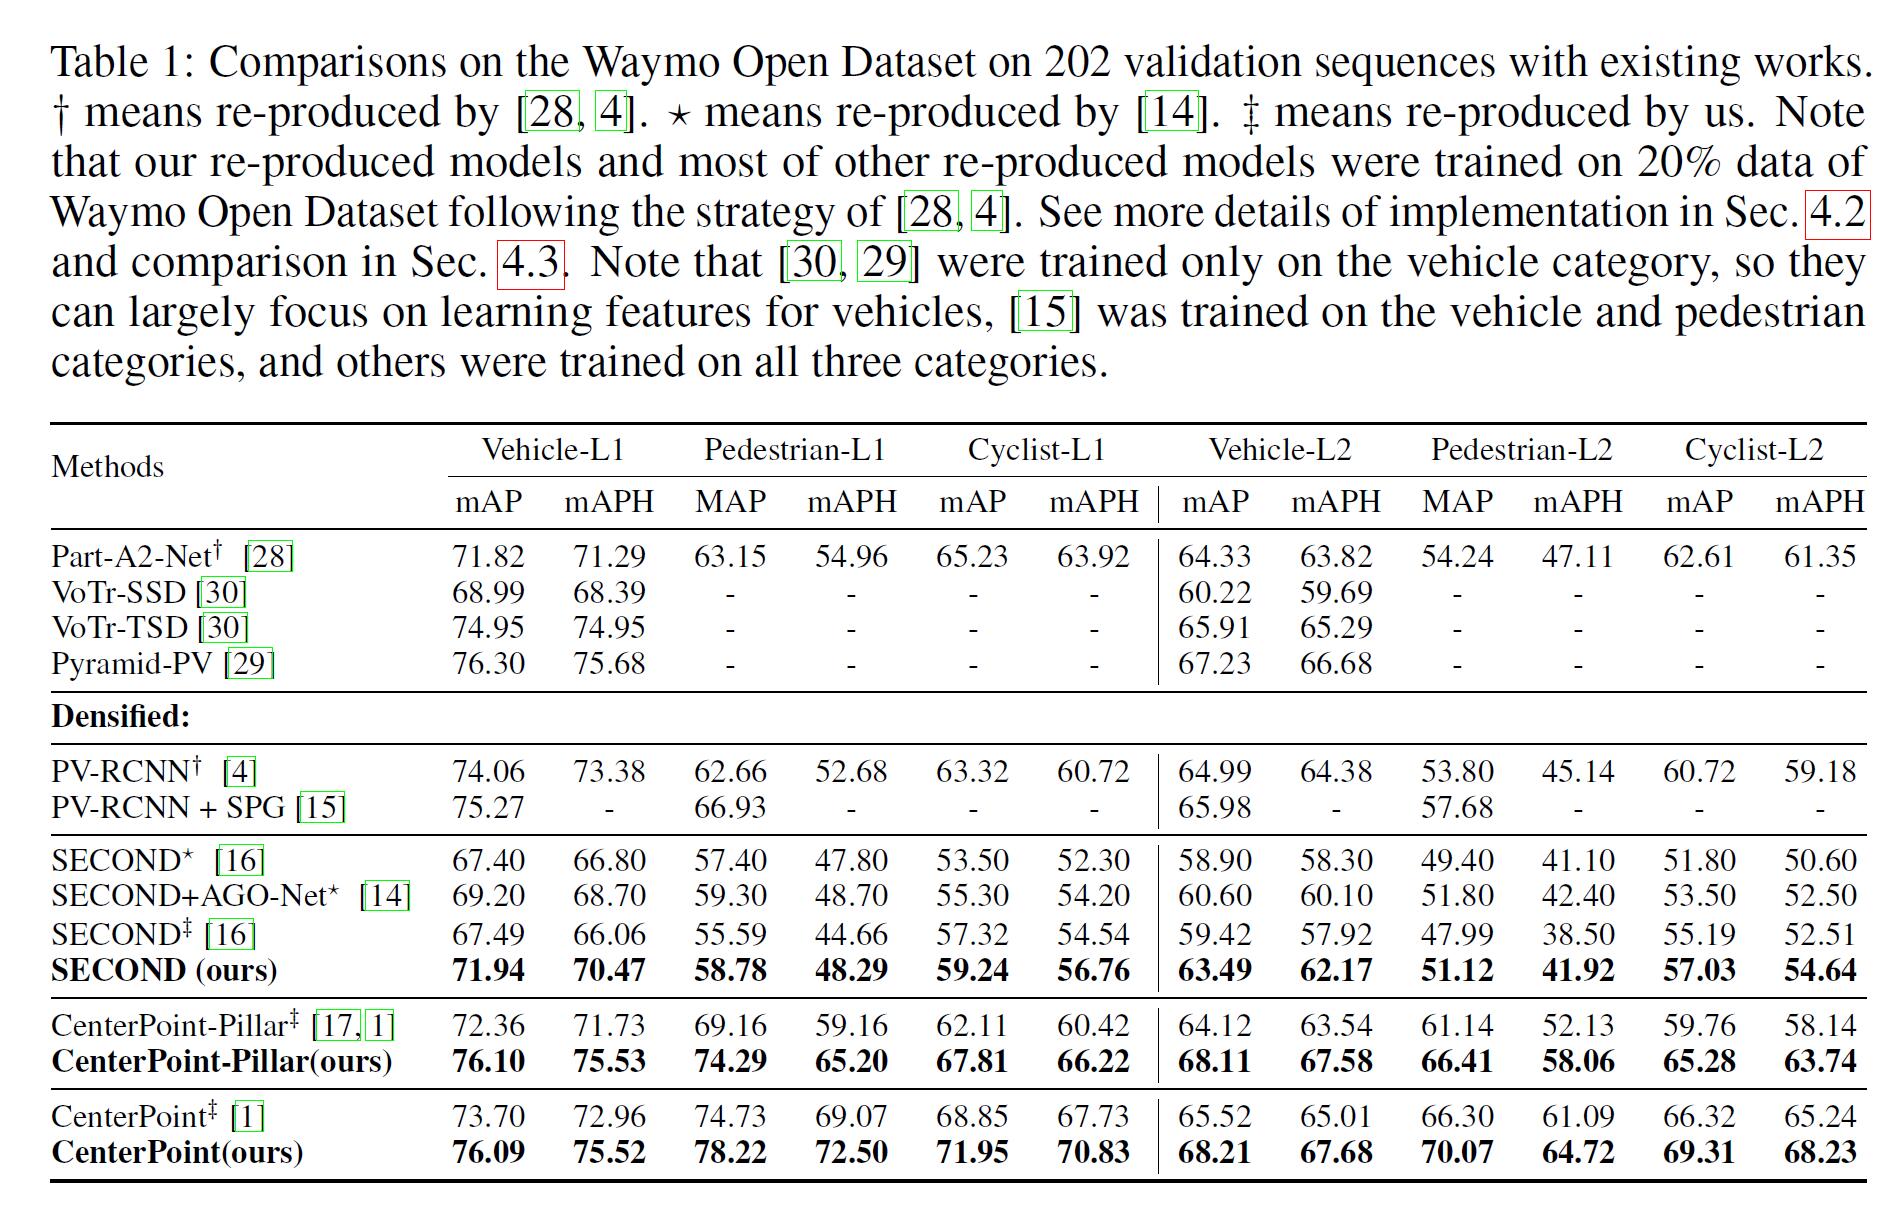 Table 1: Comparisons on the Waymo Open Dataset on 202 validation sequences with existing works.
† means re-produced by [28, 4]. ⋆ means re-produced by [14]. ‡ means re-produced by us. Note
that our re-produced models and most of other re-produced models were trained on 20% data of
Waymo Open Dataset following the strategy of [28, 4]. See more details of implementation in Sec. 4.2
and comparison in Sec. 4.3. Note that [30, 29] were trained only on the vehicle category, so they
can largely focus on learning features for vehicles, [15] was trained on the vehicle and pedestrian
categories, and others were trained on all three categories.
Methods Vehicle-L1 Pedestrian-L1 Cyclist-L1 Vehicle-L2 Pedestrian-L2 Cyclist-L2
mAP mAPH MAP mAPH mAP mAPH mAP mAPH MAP mAPH mAP mAPH
Part-A2-Net† [28] 71.82 71.29 63.15 54.96 65.23 63.92 64.33 63.82 54.24 47.11 62.61 61.35
VoTr-SSD [30] 68.99 68.39 - - - - 60.22 59.69 - - - -
VoTr-TSD [30] 74.95 74.95 - - - - 65.91 65.29 - - - -
Pyramid-PV [29] 76.30 75.68 - - - - 67.23 66.68 - - - -
Densified:
PV-RCNN† [4] 74.06 73.38 62.66 52.68 63.32 60.72 64.99 64.38 53.80 45.14 60.72 59.18
PV-RCNN + SPG [15] 75.27 - 66.93 - - - 65.98 - 57.68 - - -
SECOND⋆ [16] 67.40 66.80 57.40 47.80 53.50 52.30 58.90 58.30 49.40 41.10 51.80 50.60
SECOND+AGO-Net⋆ [14] 69.20 68.70 59.30 48.70 55.30 54.20 60.60 60.10 51.80 42.40 53.50 52.50
SECOND‡ [16] 67.49 66.06 55.59 44.66 57.32 54.54 59.42 57.92 47.99 38.50 55.19 52.51
SECOND (ours) 71.94 70.47 58.78 48.29 59.24 56.76 63.49 62.17 51.12 41.92 57.03 54.64
CenterPoint-Pillar‡ [17, 1] 72.36 71.73 69.16 59.16 62.11 60.42 64.12 63.54 61.14 52.13 59.76 58.14
CenterPoint-Pillar(ours) 76.10 75.53 74.29 65.20 67.81 66.22 68.11 67.58 66.41 58.06 65.28 63.74
CenterPoint‡ [1] 73.70 72.96 74.73 69.07 68.85 67.73 65.52 65.01 66.30 61.09 66.32 65.24
CenterPoint(ours) 76.09 75.52 78.22 72.50 71.95 70.83 68.21 67.68 70.07 64.72 69.31 68.23